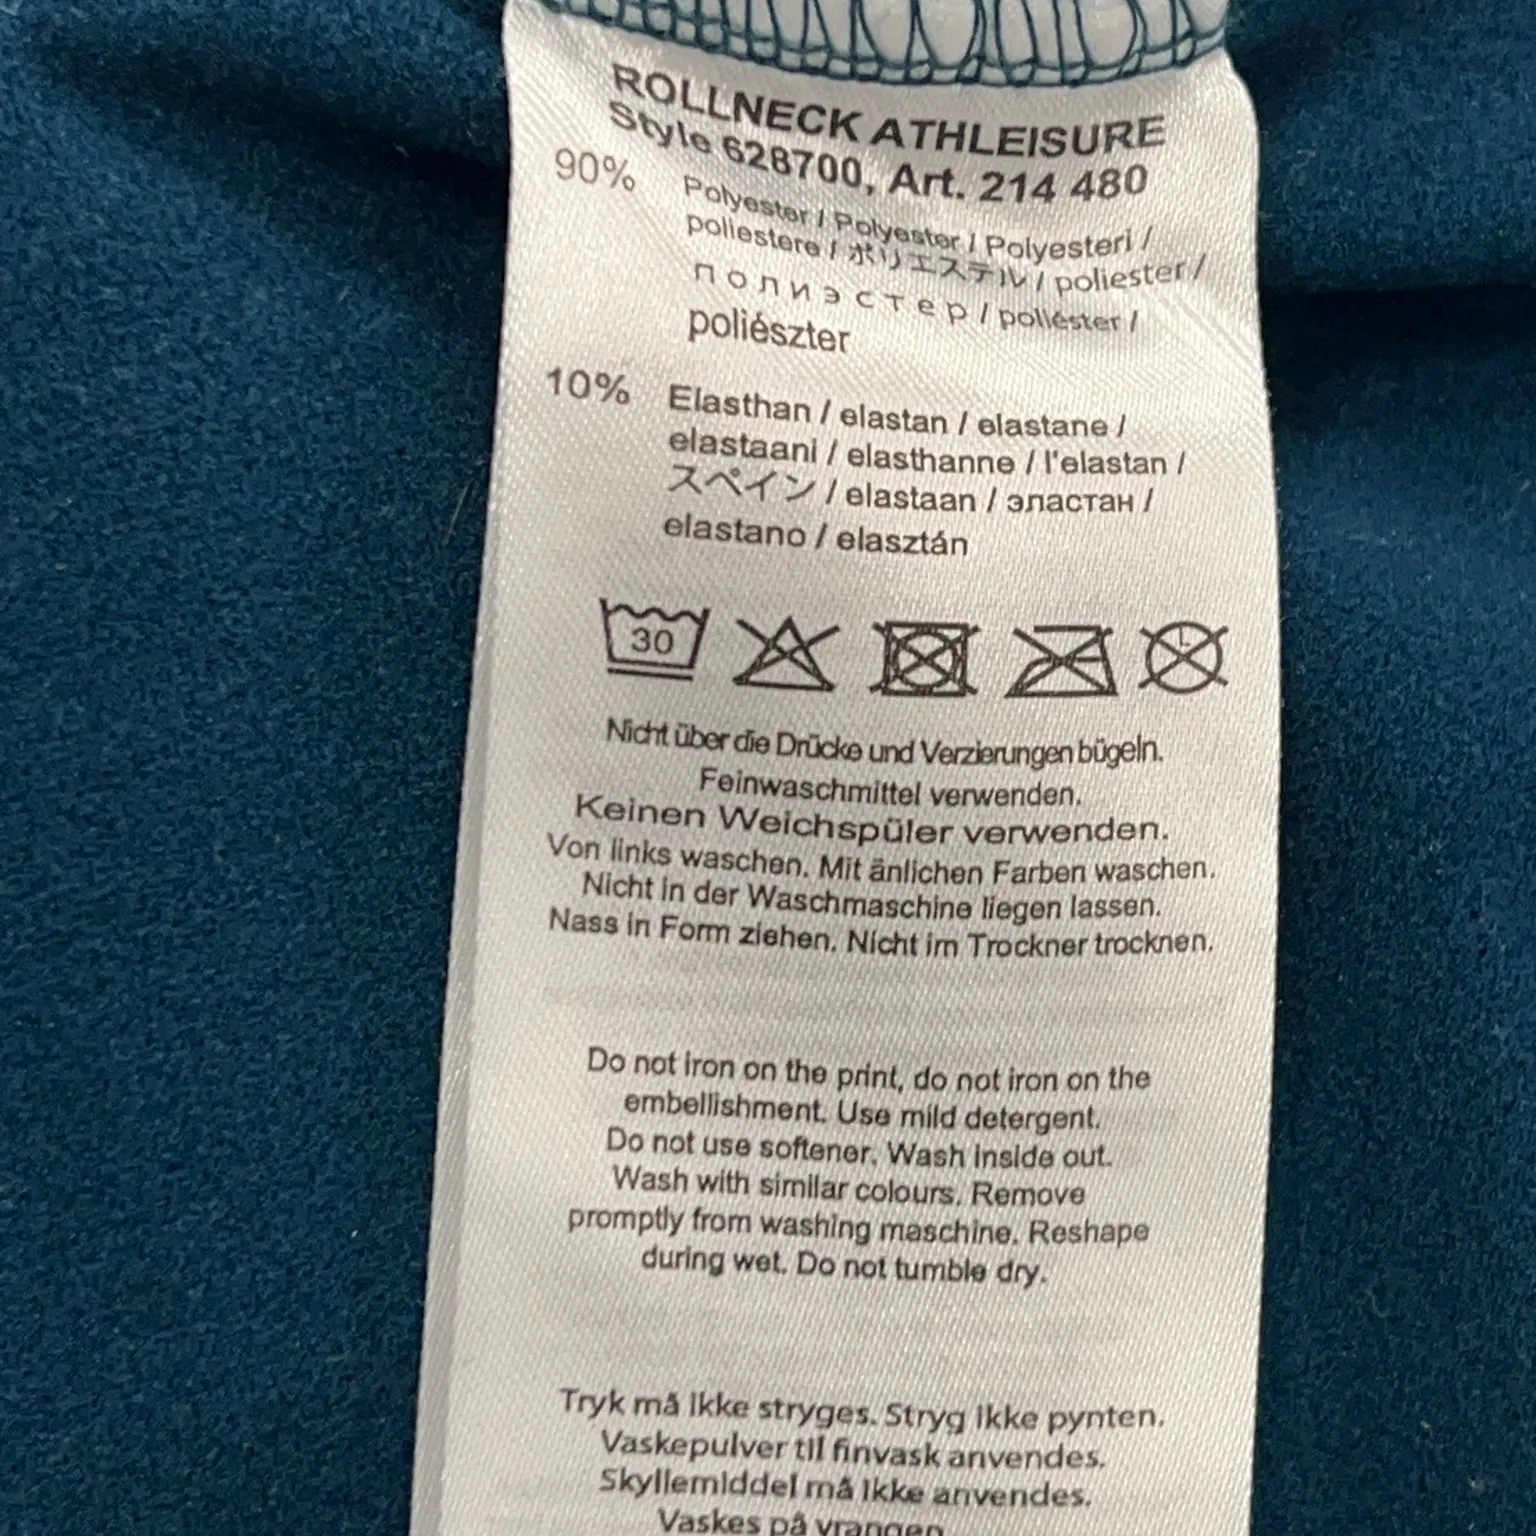 ROLLNECK ATHLEISURE
Style 628700, Art. 214 480
90% Polyester / Polyester / Polyesteri /
poliestere / ポリエステル / poliester /
полиэстер / poliéster /
poliészter
10% Elasthan / elastan / elastane /
elastaani / elasthanne / l'elastan /
スペイン / elastaan / эластан /
elastano / elasztán
30
L
Nicht über die Drücke und Verzierungen bügeln.
Feinwaschmittel verwenden.
Keinen Weichspüler verwenden.
Von links waschen. Mit änlichen Farben waschen.
Nicht in der Waschmaschine liegen lassen.
Nass in Form ziehen. Nicht im Trockner trocknen.
Do not iron on the print, do not iron on the
embellishment. Use mild detergent.
Do not use softener. Wash inside out.
Wash with similar colours. Remove
promptly from washing maschine. Reshape
during wet. Do not tumble dry.
Tryk må ikke stryges. Stryg ikke pynten.
Vaskepulver til finvask anvendes.
Skyllemiddel må ikke anvendes.
Vaskes på vrangen